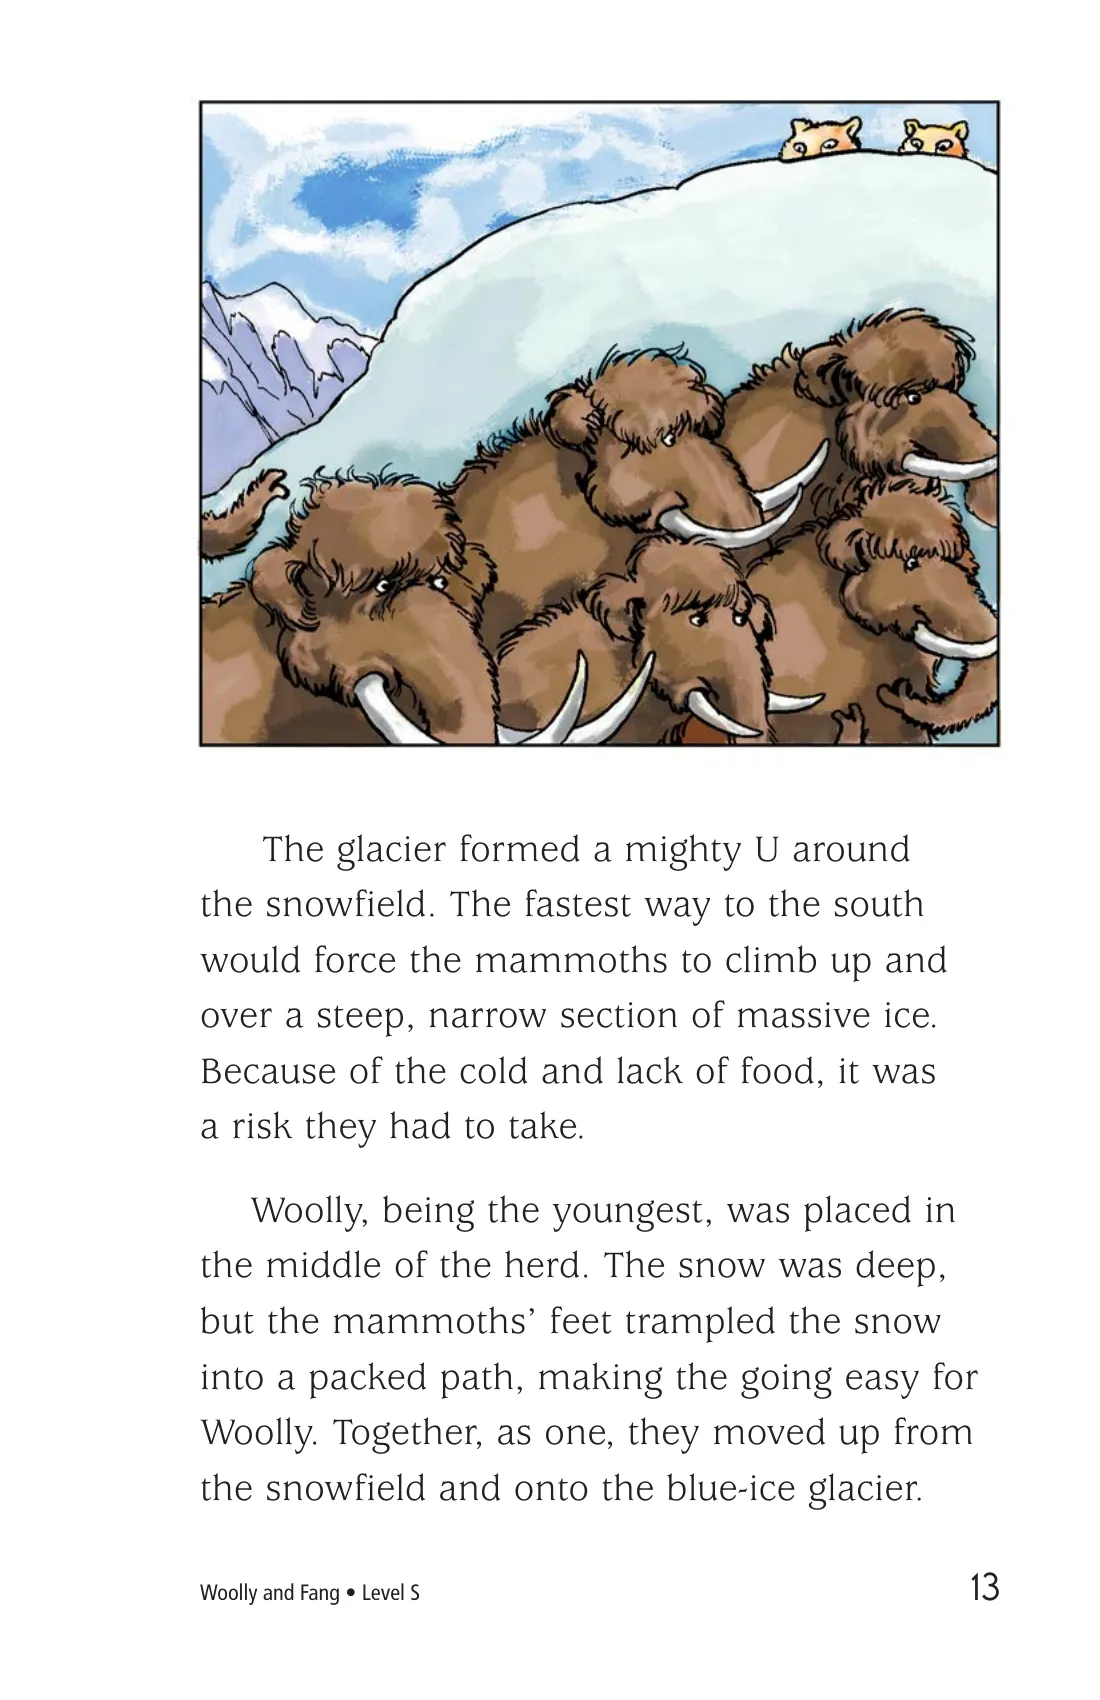 The glacier formed a mighty U around
the snowfield. The fastest way to the south
would force the mammoths to climb up and
over a steep, narrow section of massive ice.
Because of the cold and lack of food, it was
a risk they had to take.
Woolly, being the youngest, was placed in
the middle of the herd. The snow was deep,
but the mammoths’ feet trampled the snow
into a packed path, making the going easy for
Woolly. Together, as one, they moved up from
the snowfield and onto the blue-ice glacier.
Woolly and Fang • Level S
13